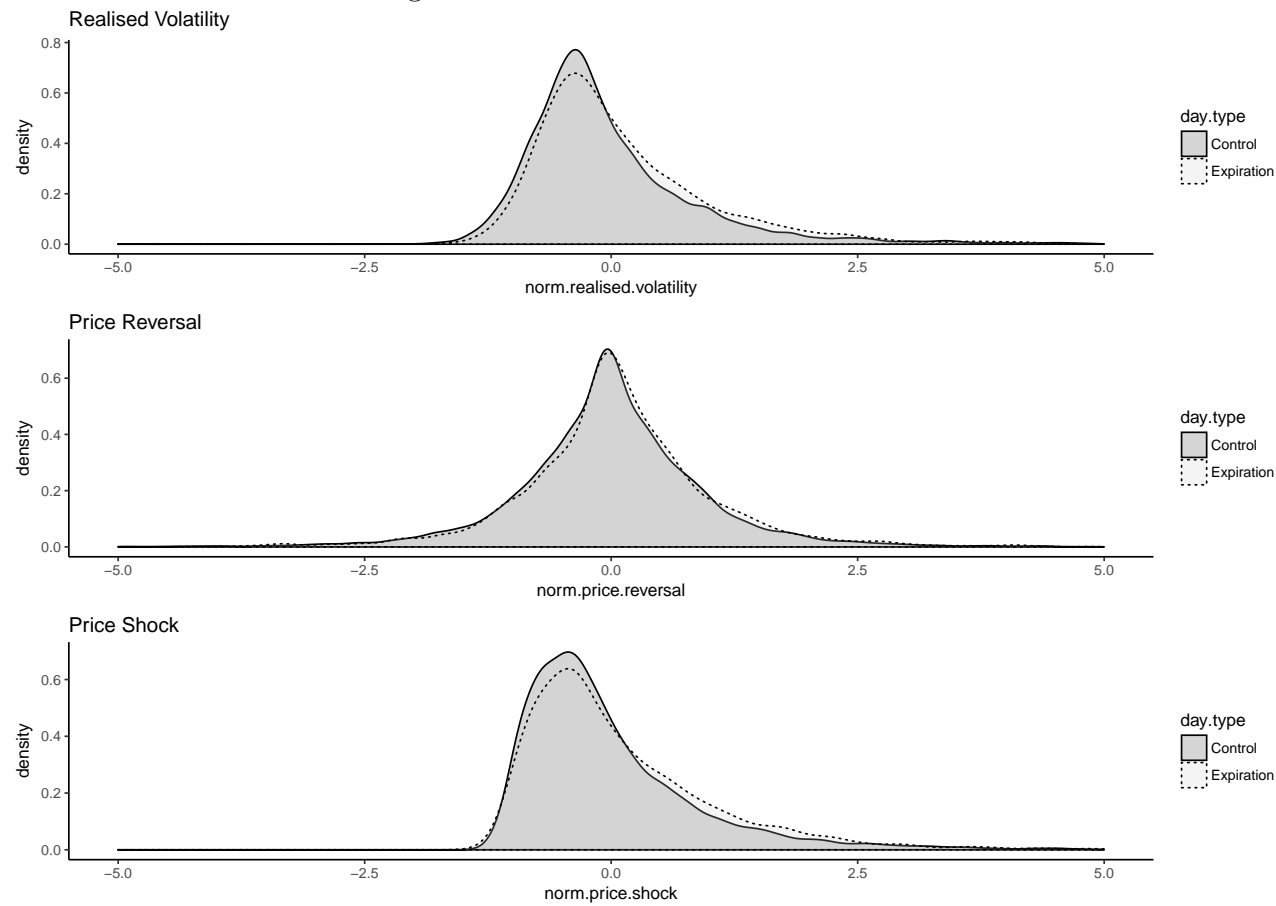 Realised Volatility
0.8
0.6
0.4
0.2
0.0
density
−5.0 −2.5 0.0 2.5 5.0
norm.realised.volatility
day.type
Control
Expiration
Price Reversal
0.6
0.4
0.2
0.0
density
−5.0 −2.5 0.0 2.5 5.0
norm.price.reversal
day.type
Control
Expiration
Price Shock
0.6
0.4
0.2
0.0
density
−5.0 −2.5 0.0 2.5 5.0
norm.price.shock
day.type
Control
Expiration